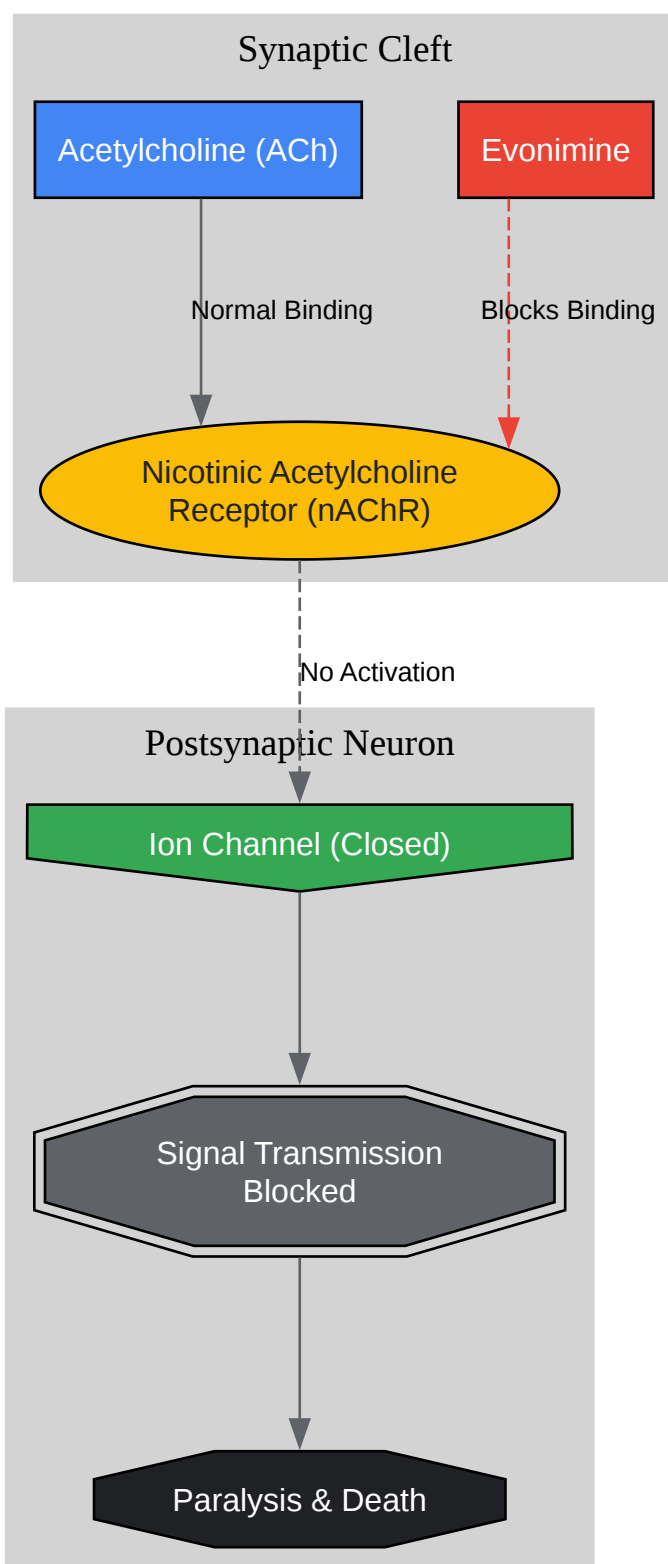 Synaptic Cleft
Acetylcholine (ACh)
Evonimine
Normal Binding
Blocks Binding
Nicotinic Acetylcholine
Receptor (nAChR)
No Activation
Postsynaptic Neuron
Ion Channel (Closed)
Signal Transmission
Blocked
Paralysis & Death